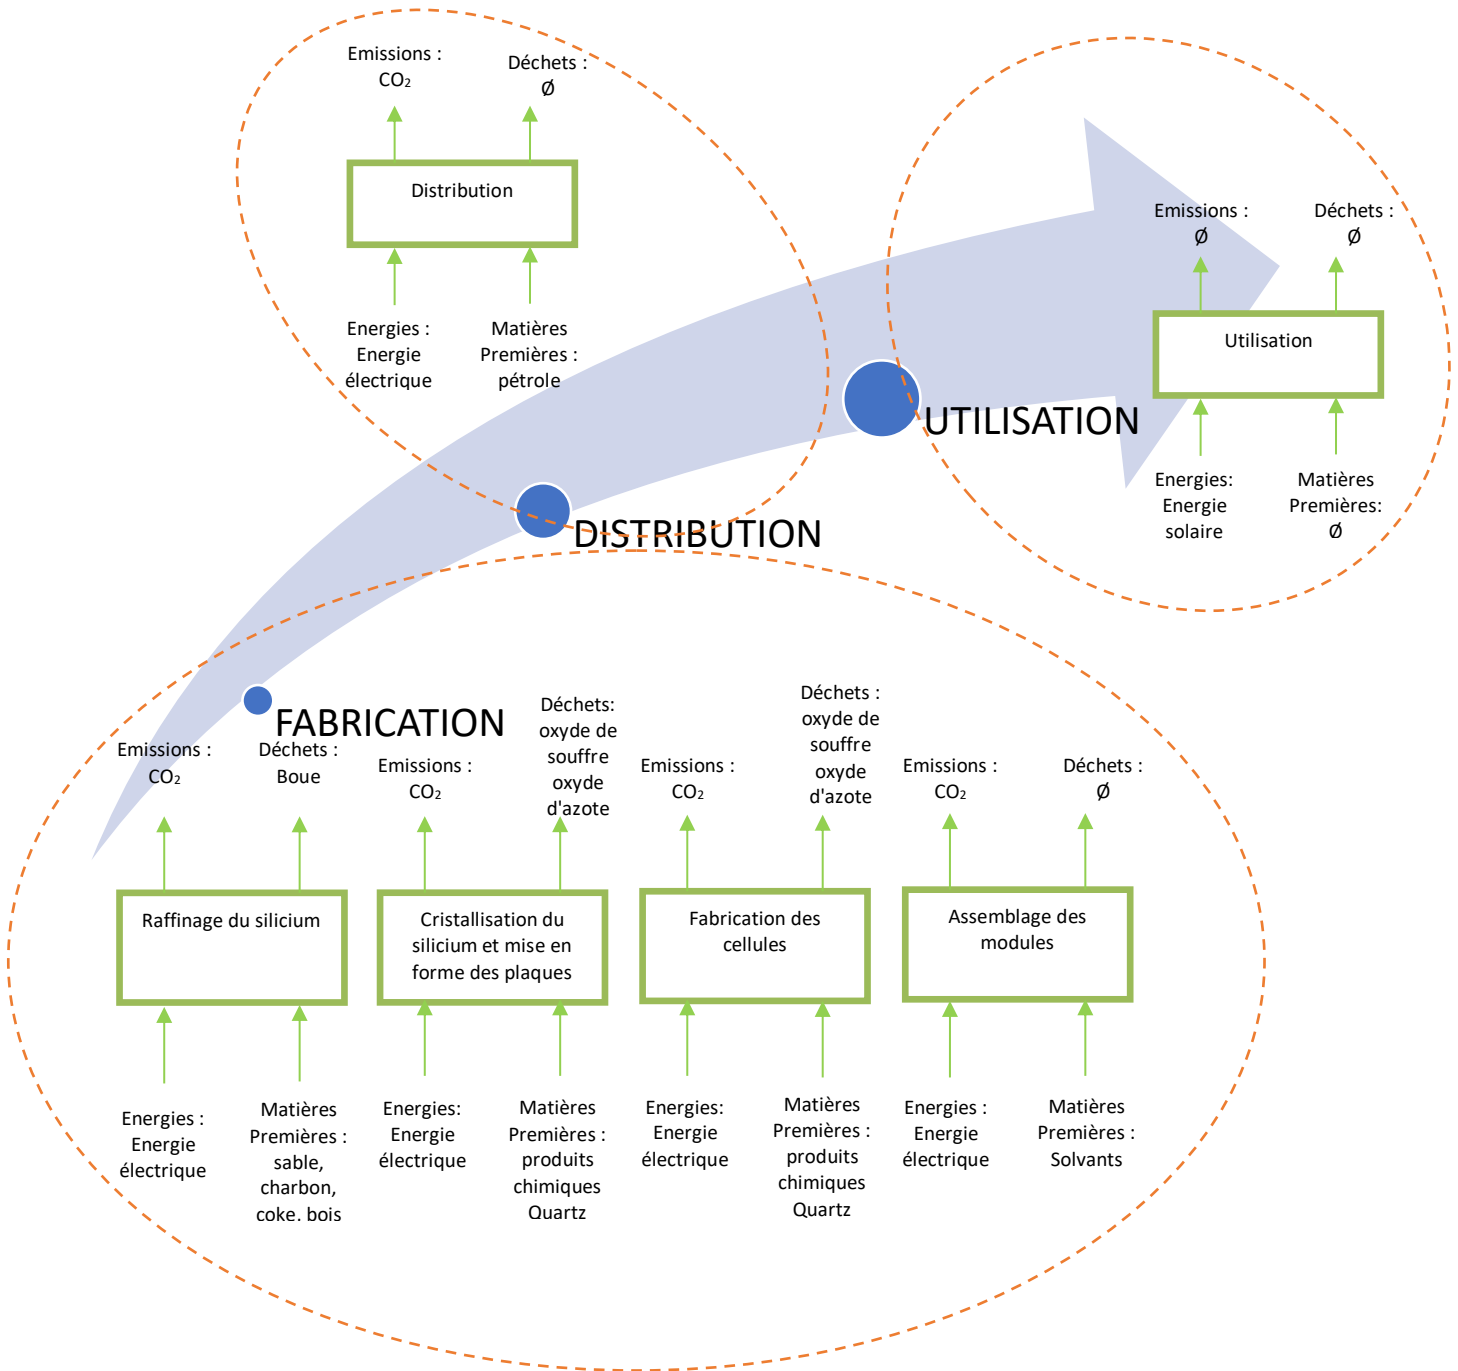 Emissions :
CO₂
Déchets :
Ø
Distribution
Energies :
Energie
électrique
Matières
Premières :
pétrole
Emissions :
Ø
Déchets :
Ø
Utilisation
Energies:
Energie
solaire
Matières
Premières:
Ø
UTILISATION
DISTRIBUTION
FABRICATION
Emissions :
CO₂
Déchets :
Boue
Raffinage du silicium
Energies :
Energie
électrique
Matières
Premières :
sable,
charbon,
coke, bois
Emissions :
CO₂
Déchets:
oxyde de
souffre
oxyde
d'azote
Cristallisation du
silicium et mise en
forme des plaques
Energies:
Energie
électrique
Matières
Premières :
produits
chimiques
Quartz
Emissions :
CO₂
Déchets :
oxyde de
souffre
oxyde
d'azote
Fabrication des
cellules
Energies:
Energie
électrique
Matières
Premières :
produits
chimiques
Quartz
Emissions :
CO₂
Déchets :
Ø
Assemblage des
modules
Energies :
Energie
électrique
Matières
Premières :
Solvants